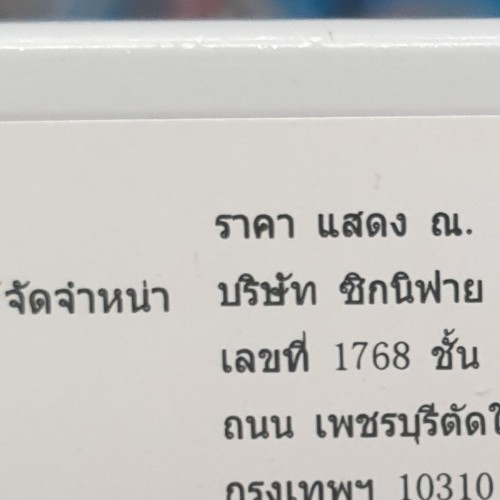 ราคา แสดง ณ.
จัดจำหน่า บริษัท ซิกนิฟาย
เลขที่ 1768 ชั้น
ถนน เพชรบุรีตัดใ
กรุงเทพฯ 10310